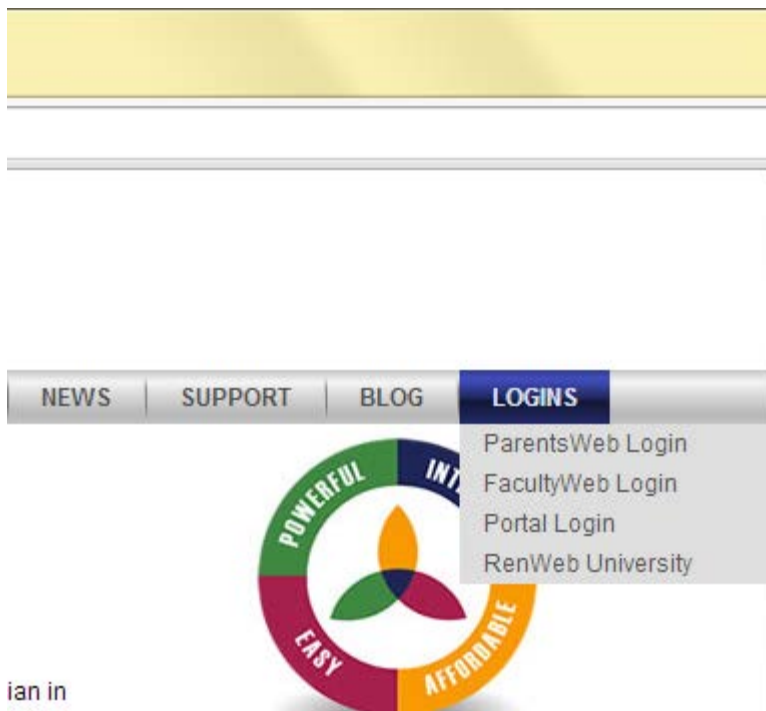 NEWS SUPPORT BLOG LOGINS
ParentsWeb Login
FacultyWeb Login
Portal Login
RenWeb University
POWERFUL
EASY
AFFORDABLE
ian in